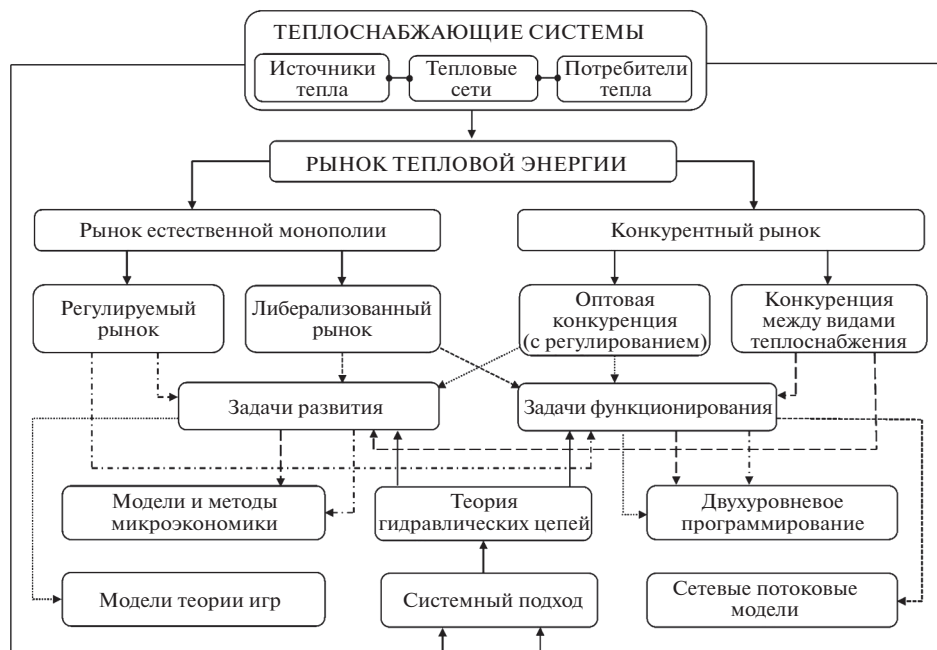 ТЕПЛОСНАБЖАЮЩИЕ СИСТЕМЫ
Источники
тепла
Тепловые
сети
Потребители
тепла
РЫНОК ТЕПЛОВОЙ ЭНЕРГИИ
Рынок естественной монополии
Конкурентный рынок
Регулируемый
рынок
Либерализованный
рынок
Оптовая
конкуренция
(с регулированием)
Конкуренция
между видами
теплоснабжения
Задачи развития
Задачи функционирования
Модели и методы
микроэкономики
Теория
гидравлических цепей
Двухуровневое
программирование
Модели теории игр
Системный подход
Сетевые потоковые
модели